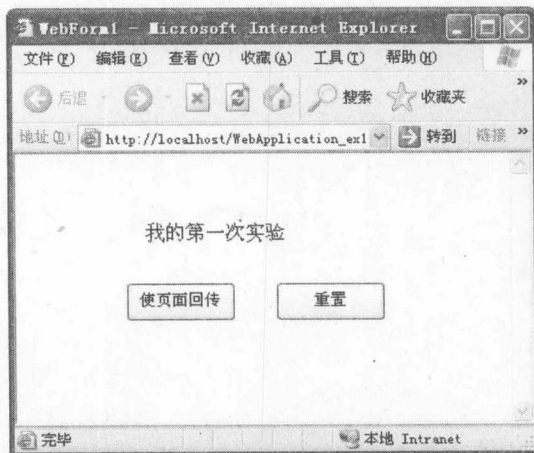 WebForm1 - Microsoft Internet Explorer
文件(F) 编辑(E) 查看(V) 收藏(A) 工具(T) 帮助(H)
后退 搜索 收藏夹 »
地址(D) http://localhost/WebApplication_ex1 转到 链接 »
我的第一次实验
使页面回传 重置
完毕 本地 Intranet